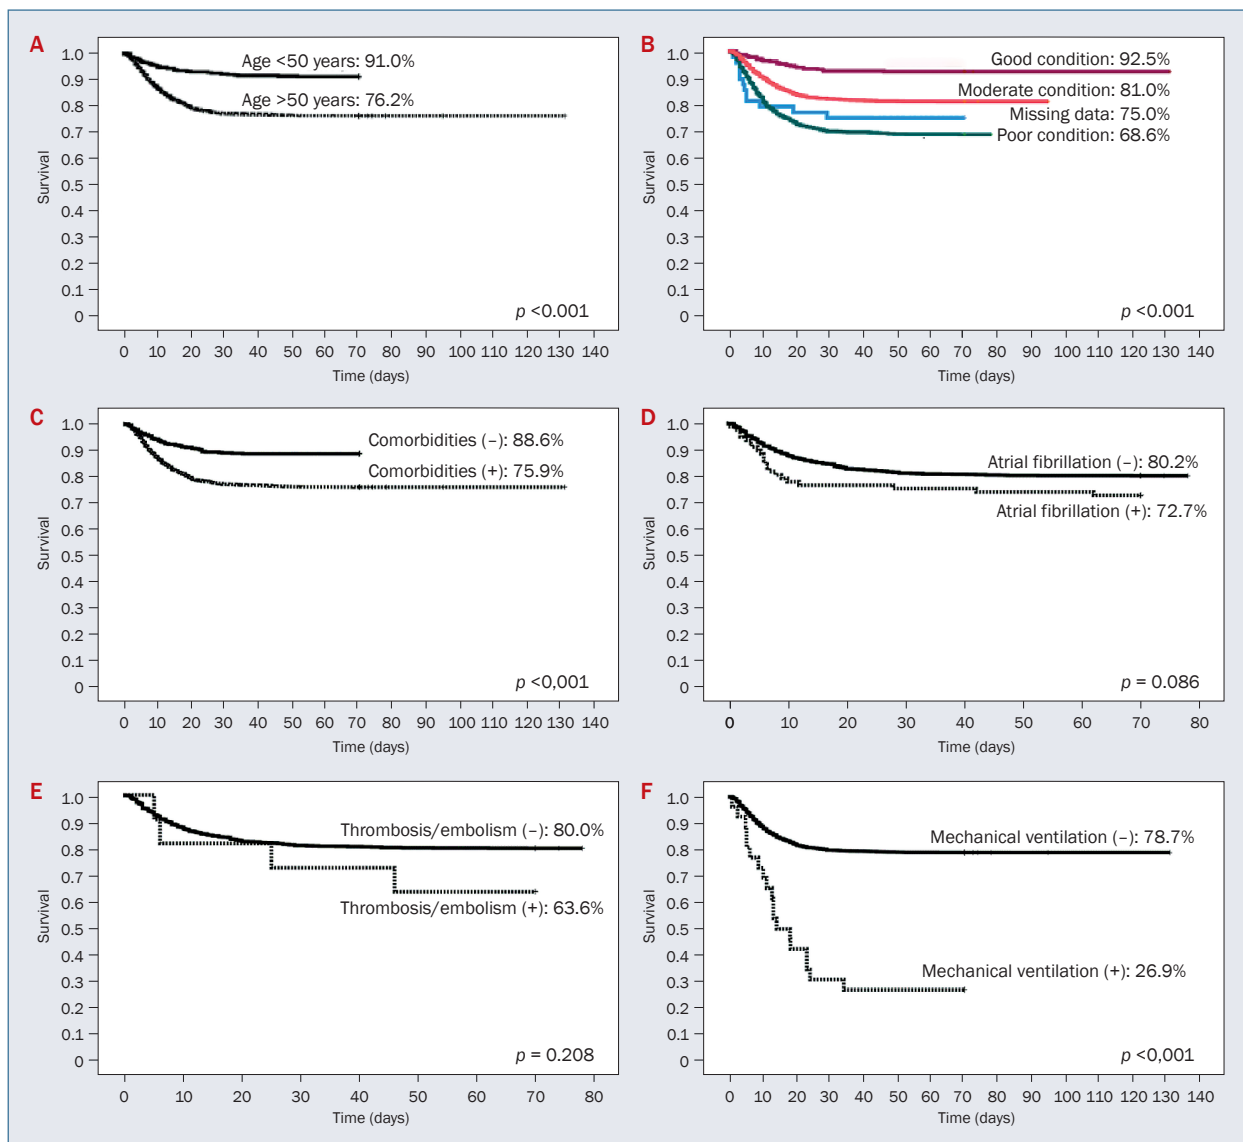 A
Survival
1.0
0.9
0.8
0.7
0.6
0.5
0.4
0.3
0.2
0.1
0
Age <50 years: 91.0%
Age >50 years: 76.2%
p <0.001
0 10 20 30 40 50 60 70 80 90 100 110 120 130 140
Time (days)
B
Survival
1.0
0.9
0.8
0.7
0.6
0.5
0.4
0.3
0.2
0.1
0
Good condition: 92.5%
Moderate condition: 81.0%
Missing data: 75.0%
Poor condition: 68.6%
p <0.001
0 10 20 30 40 50 60 70 80 90 100 110 120 130 140
Time (days)
C
Survival
1.0
0.9
0.8
0.7
0.6
0.5
0.4
0.3
0.2
0.1
0
Comorbidities (–): 88.6%
Comorbidities (+): 75.9%
p <0,001
0 10 20 30 40 50 60 70 80 90 100 110 120 130 140
Time (days)
D
Survival
1.0
0.9
0.8
0.7
0.6
0.5
0.4
0.3
0.2
0.1
0
Atrial fibrillation (–): 80.2%
Atrial fibrillation (+): 72.7%
p = 0.086
0 10 20 30 40 50 60 70 80
Time (days)
E
Survival
1.0
0.9
0.8
0.7
0.6
0.5
0.4
0.3
0.2
0.1
0
Thrombosis/embolism (–): 80.0%
Thrombosis/embolism (+): 63.6%
p = 0.208
0 10 20 30 40 50 60 70 80
Time (days)
F
Survival
1.0
0.9
0.8
0.7
0.6
0.5
0.4
0.3
0.2
0.1
0
Mechanical ventilation (–): 78.7%
Mechanical ventilation (+): 26.9%
p <0,001
0 10 20 30 40 50 60 70 80 90 100 110 120 130 140
Time (days)